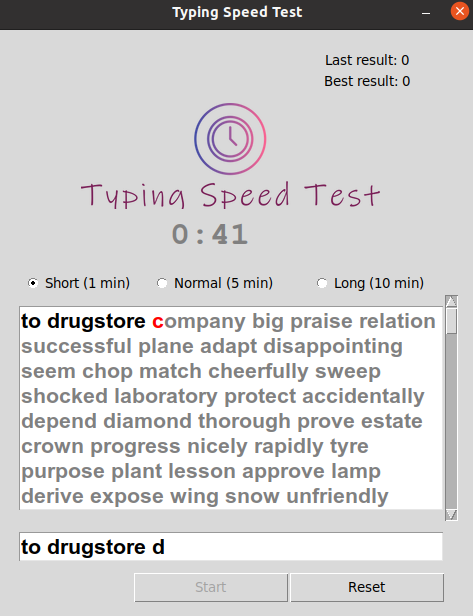 Typing Speed Test
Last result: 0
Best result: 0
Typing Speed Test
0:41
Short (1 min) Normal (5 min) Long (10 min)
to drugstore company big praise relation
successful plane adapt disappointing
seem chop match cheerfully sweep
shocked laboratory protect accidentally
depend diamond thorough prove estate
crown progress nicely rapidly tyre
purpose plant lesson approve lamp
derive expose wing snow unfriendly
to drugstore d
Start Reset